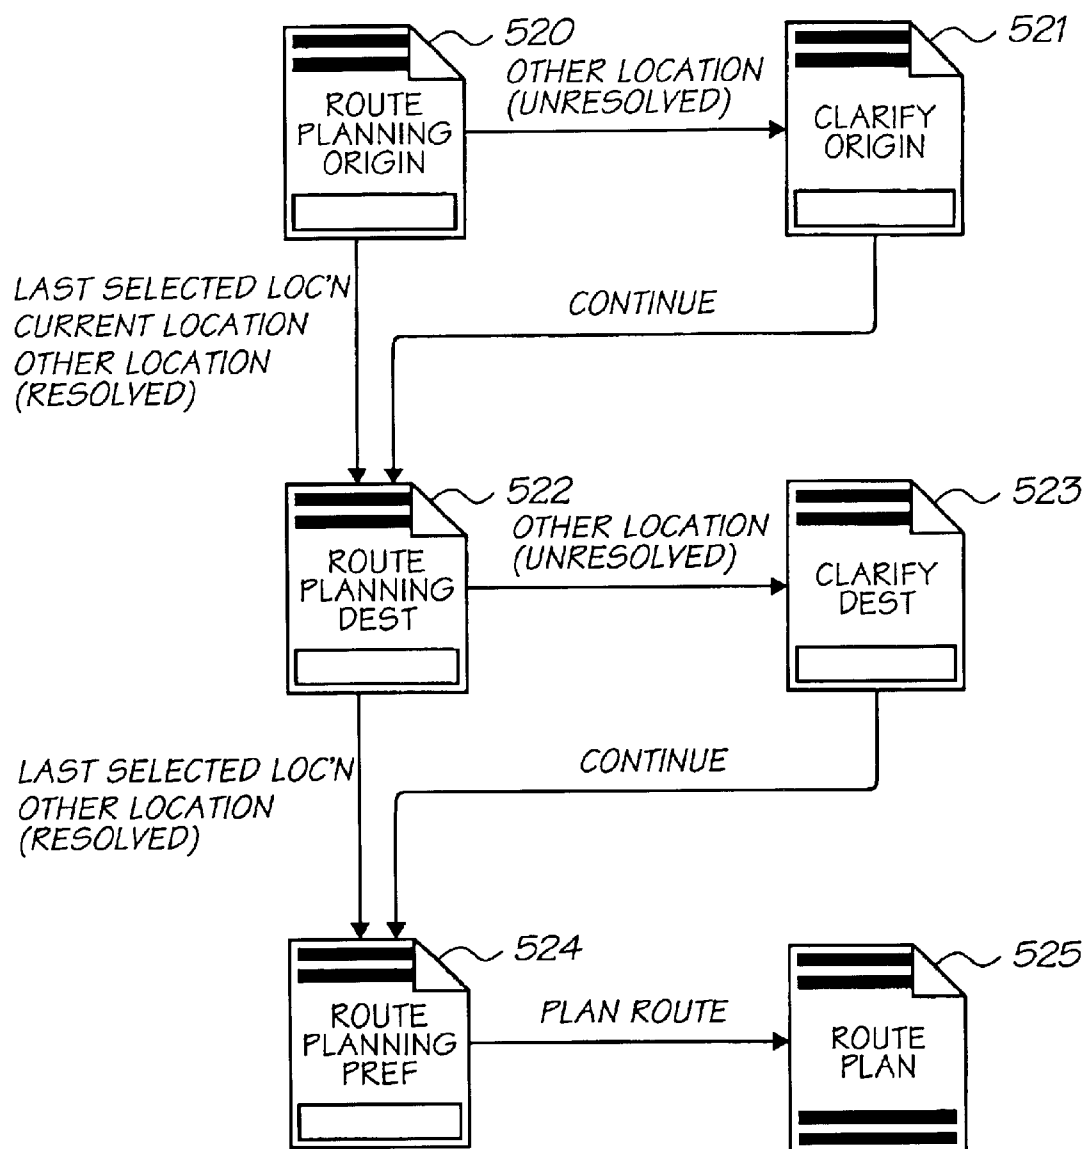 520
521
OTHER LOCATION
(UNRESOLVED)
ROUTE
PLANNING
ORIGIN
CLARIFY
ORIGIN
LAST SELECTED LOC'N
CURRENT LOCATION
OTHER LOCATION
(RESOLVED)
CONTINUE
522
523
OTHER LOCATION
(UNRESOLVED)
ROUTE
PLANNING
DEST
CLARIFY
DEST
LAST SELECTED LOC'N
OTHER LOCATION
(RESOLVED)
CONTINUE
524
525
ROUTE
PLANNING
PREF
PLAN ROUTE
ROUTE
PLAN